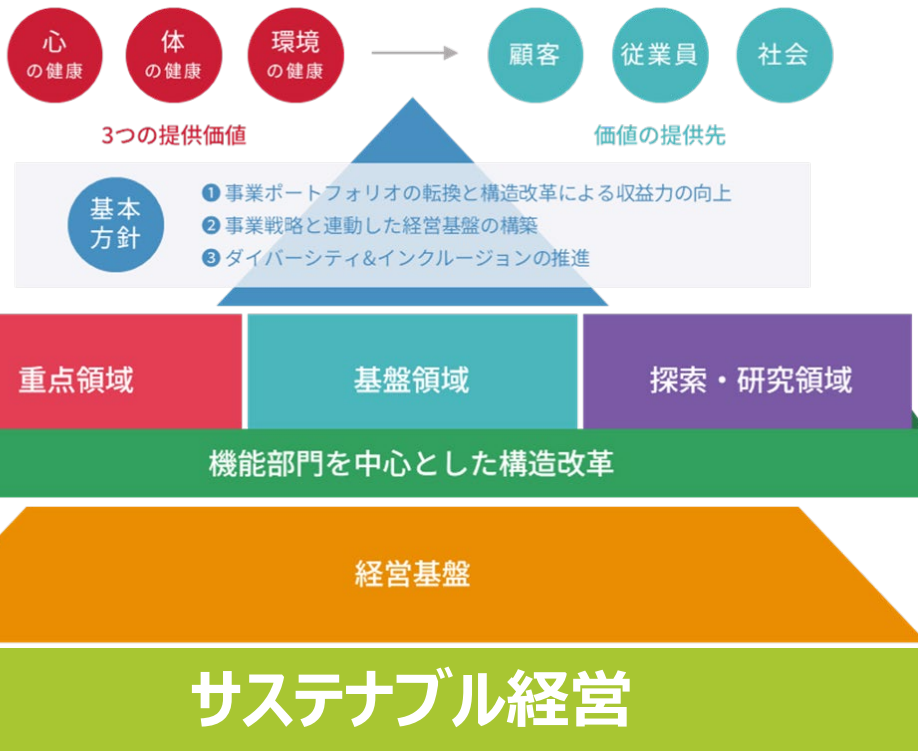 心
の健康
体
の健康
環境
の健康
顧客
従業員
社会
3つの提供価値
価値の提供先
基本
方針
❶ 事業ポートフォリオの転換と構造改革による収益力の向上
❷ 事業戦略と連動した経営基盤の構築
❸ ダイバーシティ&インクルージョンの推進
重点領域
基盤領域
探索・研究領域
機能部門を中心とした構造改革
経営基盤
サステナブル経営